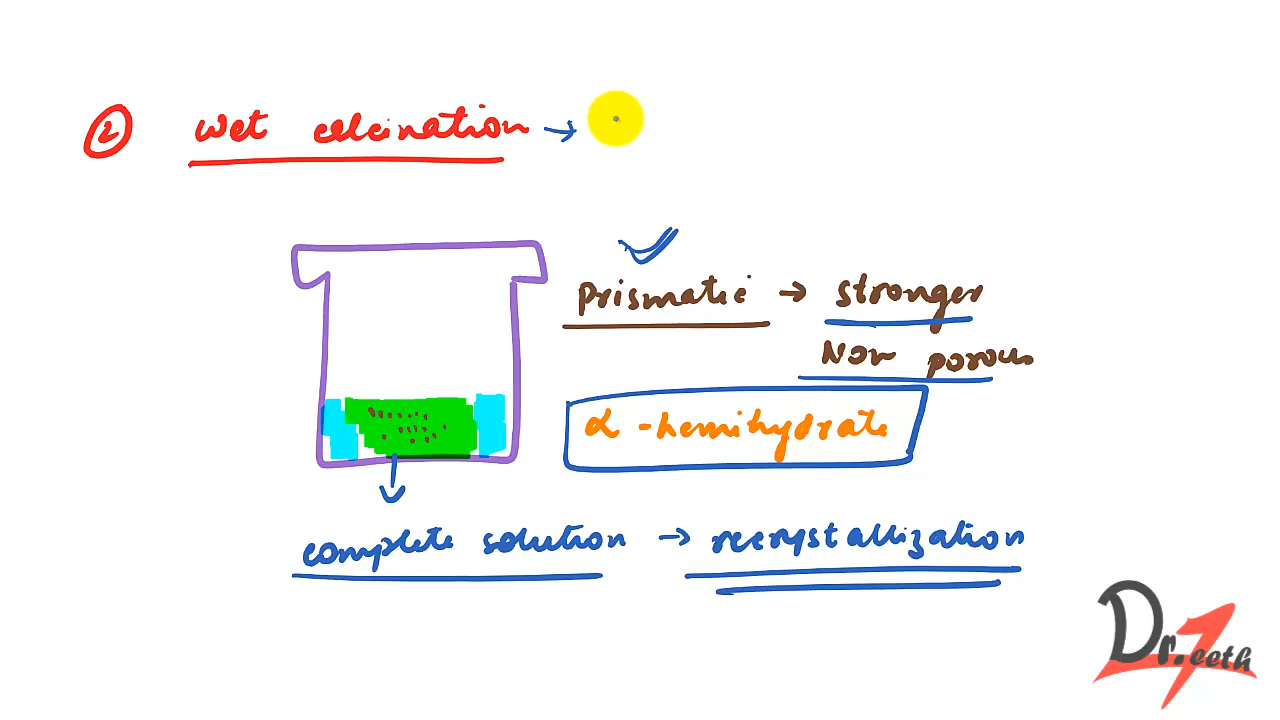 2 wet calcination →
prismatic → stronger
Non porous
α -hemihydrate
complete solution → recrystallization
Dr.teeth